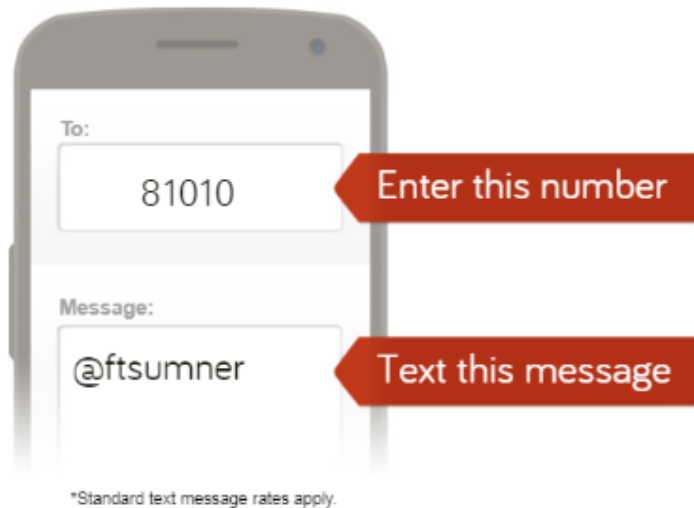 To:
81010
Enter this number
Message:
@ftsumner
Text this message
*Standard text message rates apply.